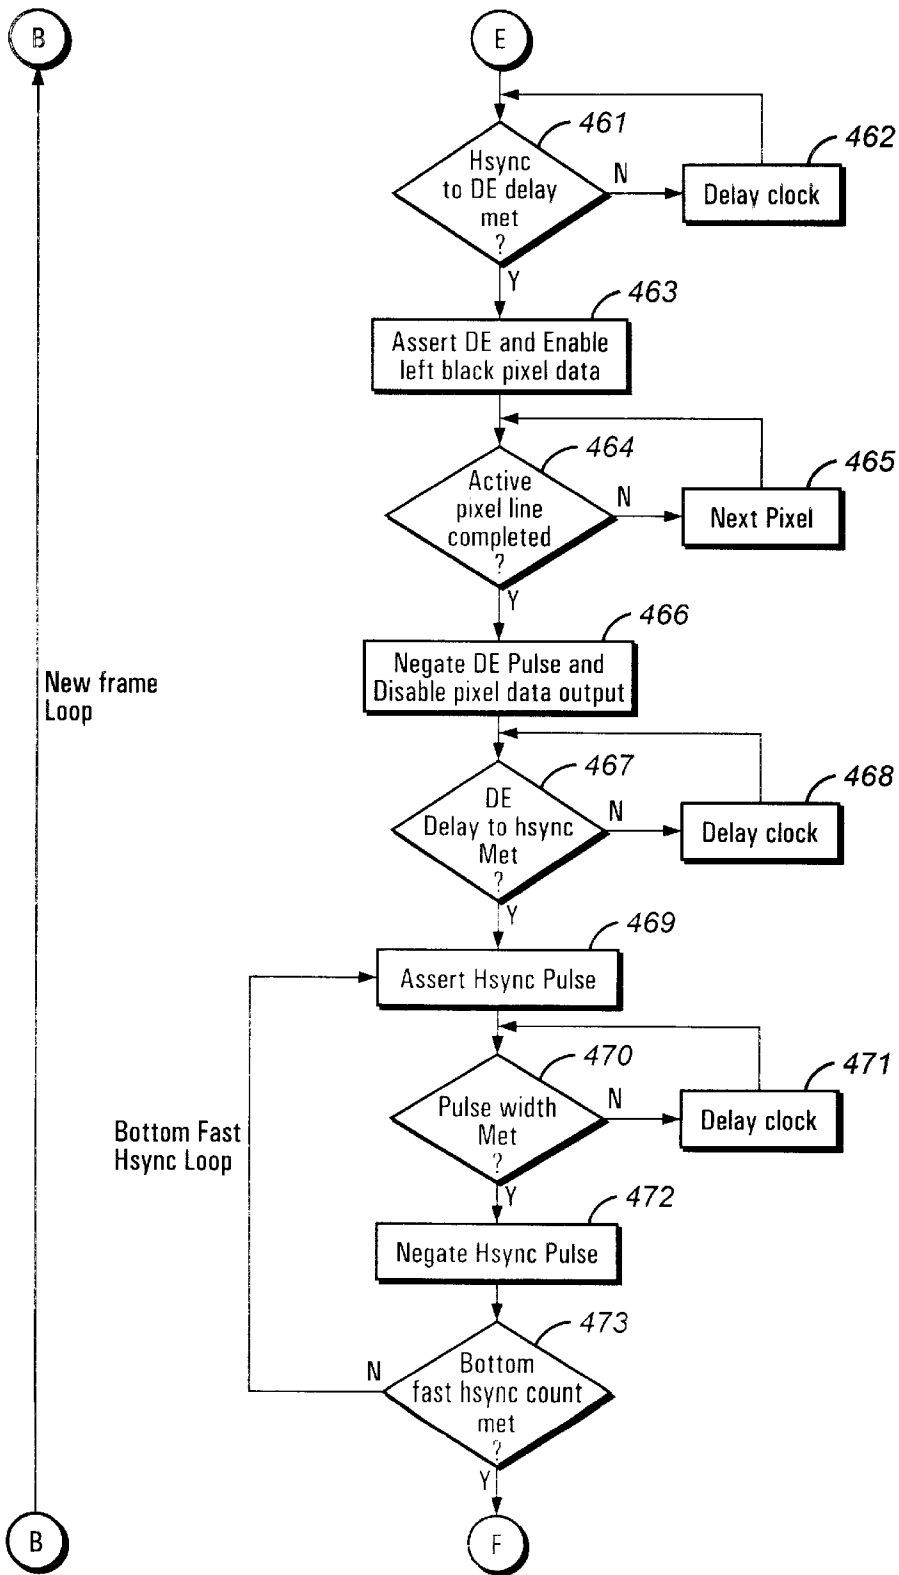 B
E
461
Hsync
to DE delay
met
?
N
462
Delay clock
Y
463
Assert DE and Enable
left black pixel data
464
Active
pixel line
completed
?
N
465
Next Pixel
Y
466
Negate DE Pulse and
Disable pixel data output
New frame
Loop
467
DE
Delay to hsync
Met
?
N
468
Delay clock
Y
469
Assert Hsync Pulse
470
Pulse width
Met
?
N
471
Delay clock
Y
Bottom Fast
Hsync Loop
472
Negate Hsync Pulse
473
Bottom
fast hsync count
met
?
N
Y
B
F